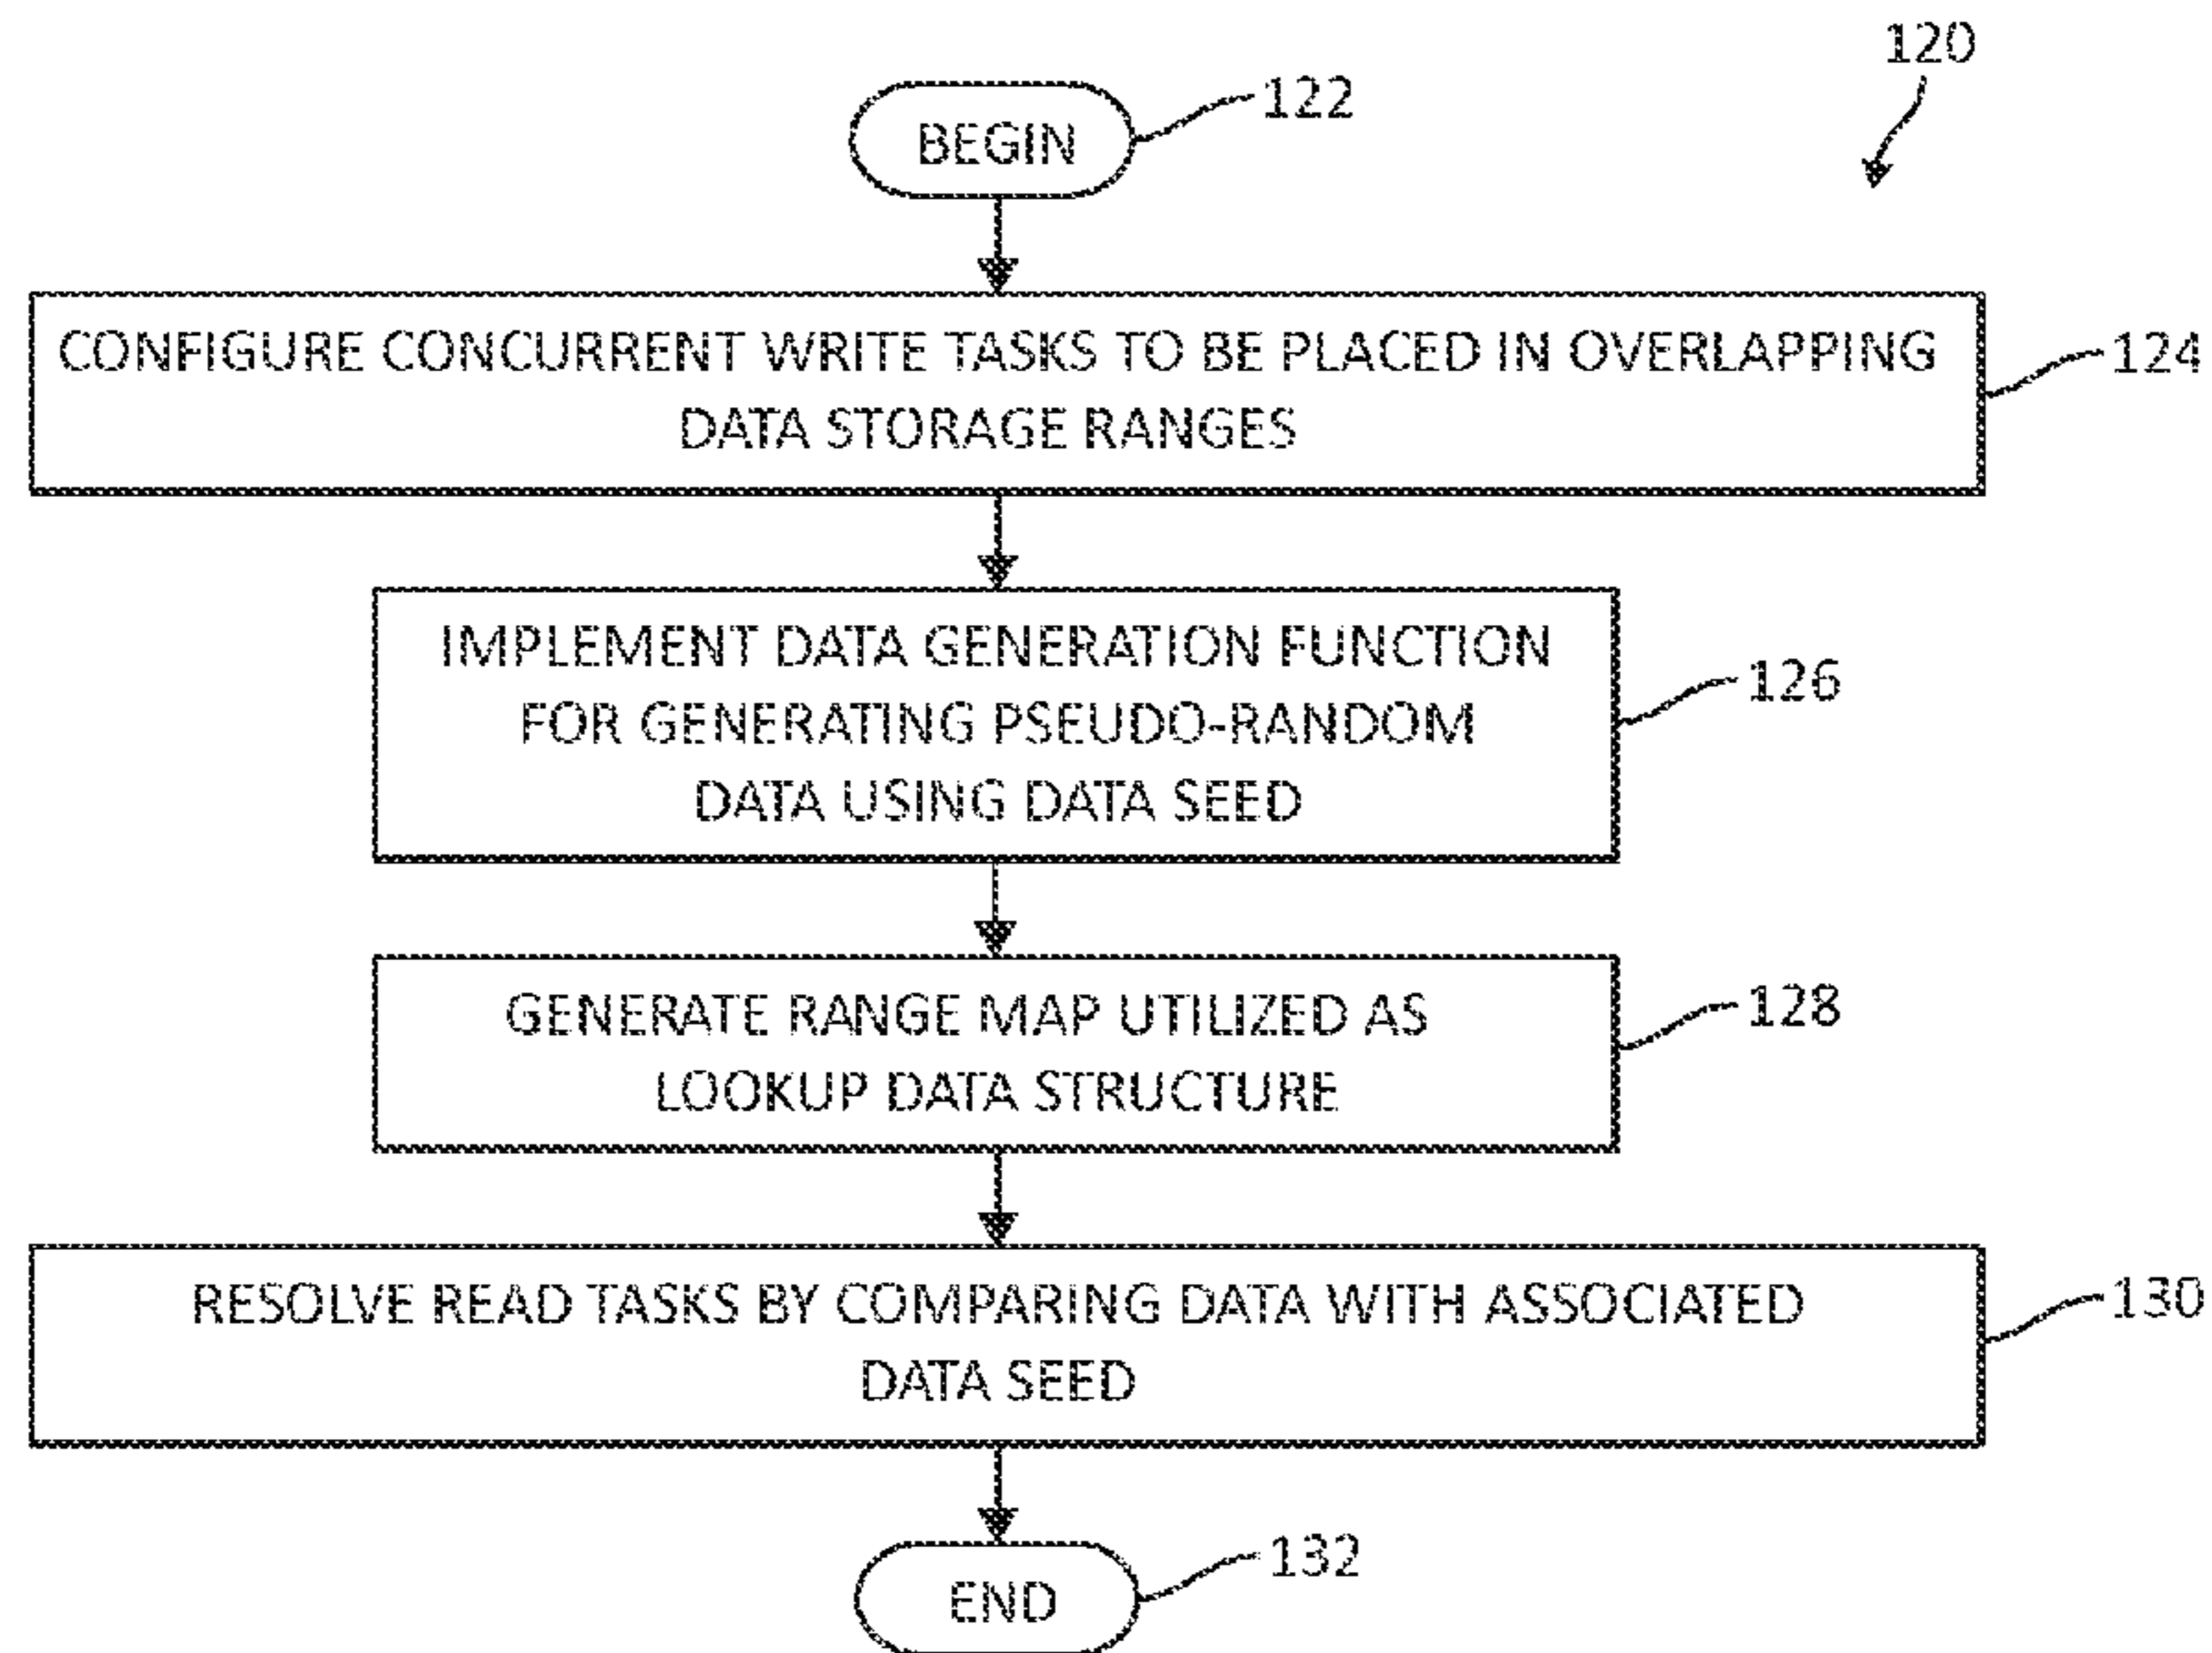 120
BEGIN
122
CONFIGURE CONCURRENT WRITE TASKS TO BE PLACED IN OVERLAPPING
DATA STORAGE RANGES
124
IMPLEMENT DATA GENERATION FUNCTION
FOR GENERATING PSEUDO-RANDOM
DATA USING DATA SEED
126
GENERATE RANGE MAP UTILIZED AS
LOOKUP DATA STRUCTURE
128
RESOLVE READ TASKS BY COMPARING DATA WITH ASSOCIATED
DATA SEED
130
END
132